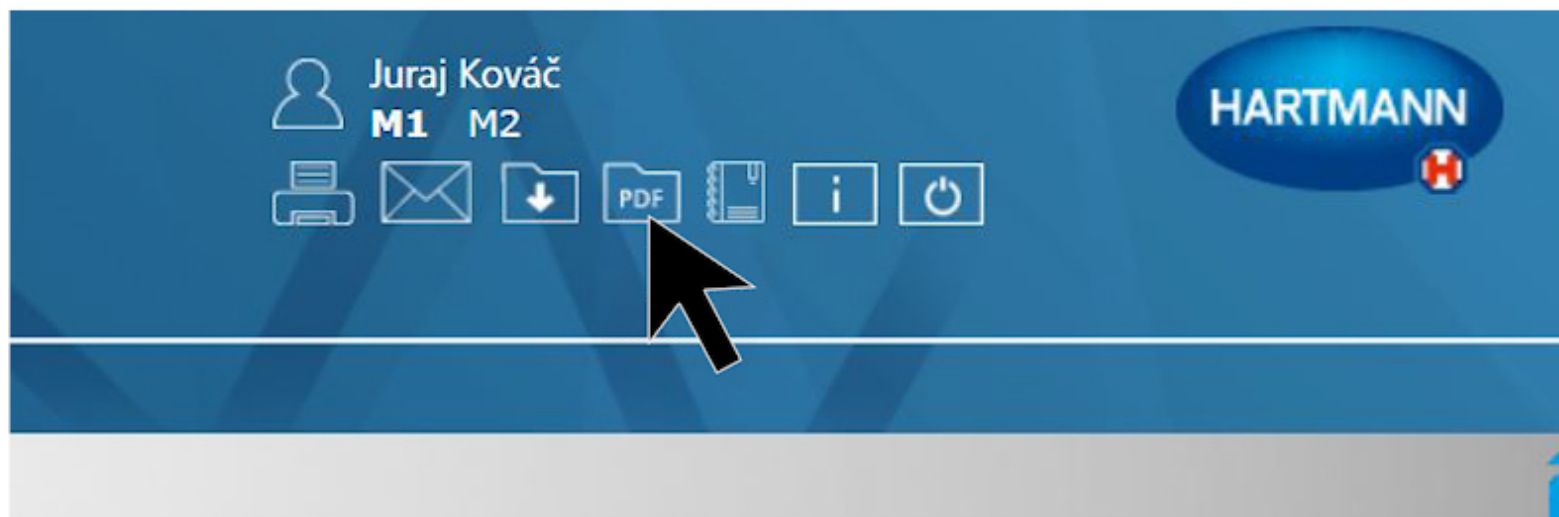 Juraj Kováč
M1 M2
HARTMANN
PDF
i
H